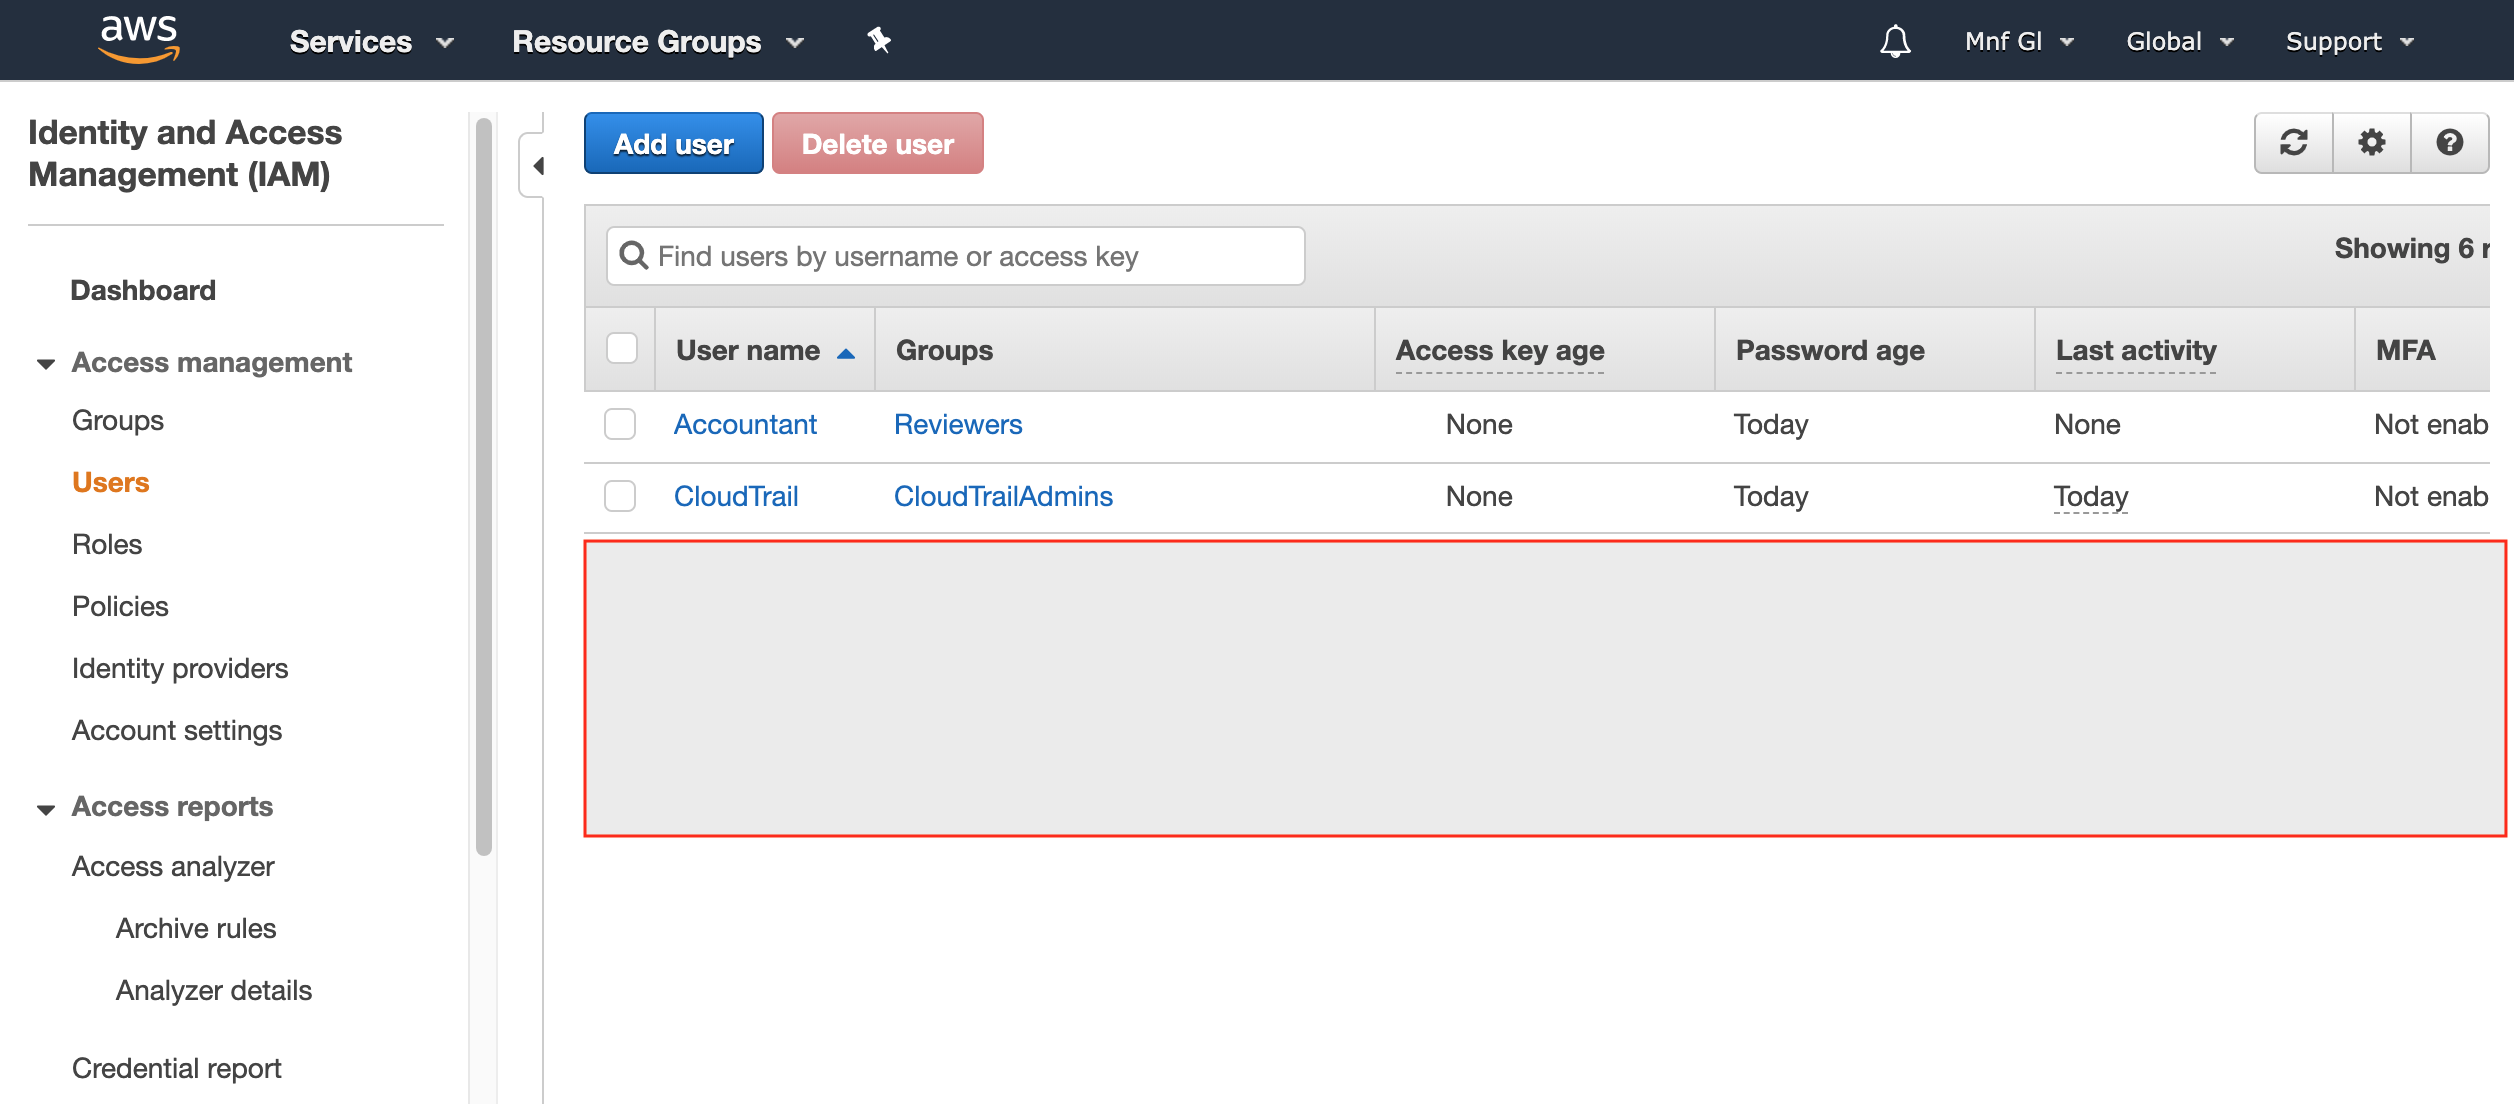 aws
Services
Resource Groups
Mnf Gl
Global
Support
Identity and Access
Management (IAM)
Dashboard
Access management
Groups
Users
Roles
Policies
Identity providers
Account settings
Access reports
Access analyzer
Archive rules
Analyzer details
Credential report
Add user
Delete user
Find users by username or access key
Showing 6 r
User name Groups Access key age Password age Last activity MFA
Accountant Reviewers None Today None Not enab
CloudTrail CloudTrailAdmins None Today Today Not enab